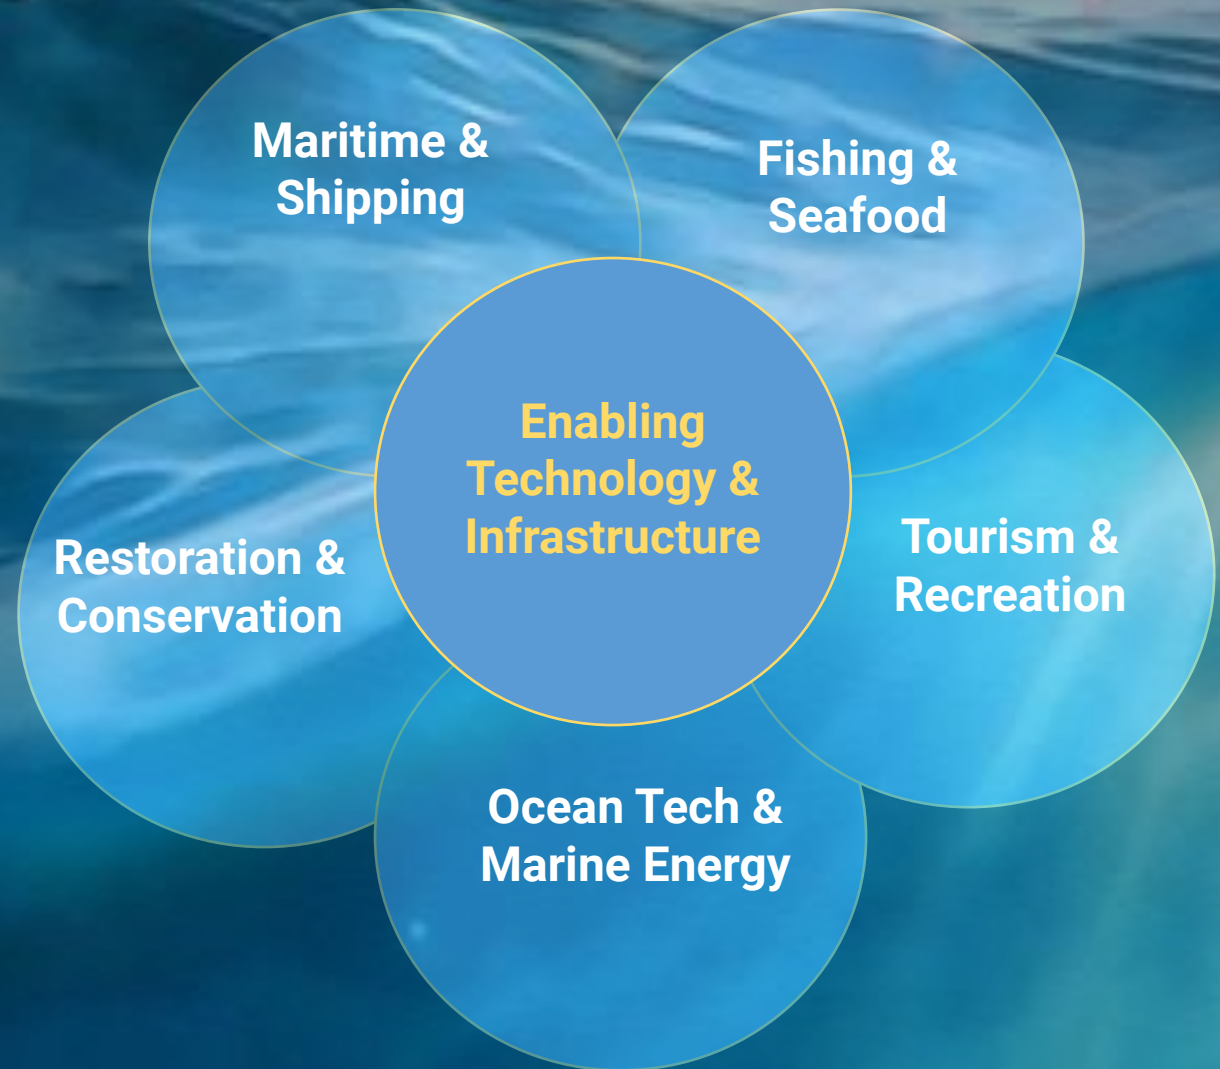 Maritime &
Shipping
Fishing &
Seafood
Enabling
Technology &
Infrastructure
Restoration &
Conservation
Tourism &
Recreation
Ocean Tech &
Marine Energy